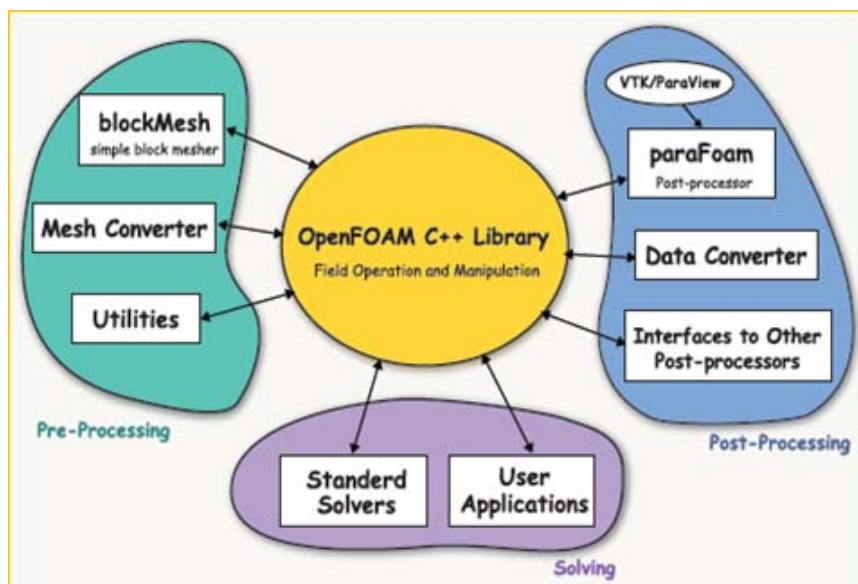 blockMesh
simple block mesher
Mesh Converter
Utilities
Pre-Processing
OpenFOAM C++ Library
Field Operation and Manipulation
VTK/ParaView
paraFoam
Post-processor
Data Converter
Interfaces to Other
Post-processors
Post-Processing
Standerd
Solvers
User
Applications
Solving